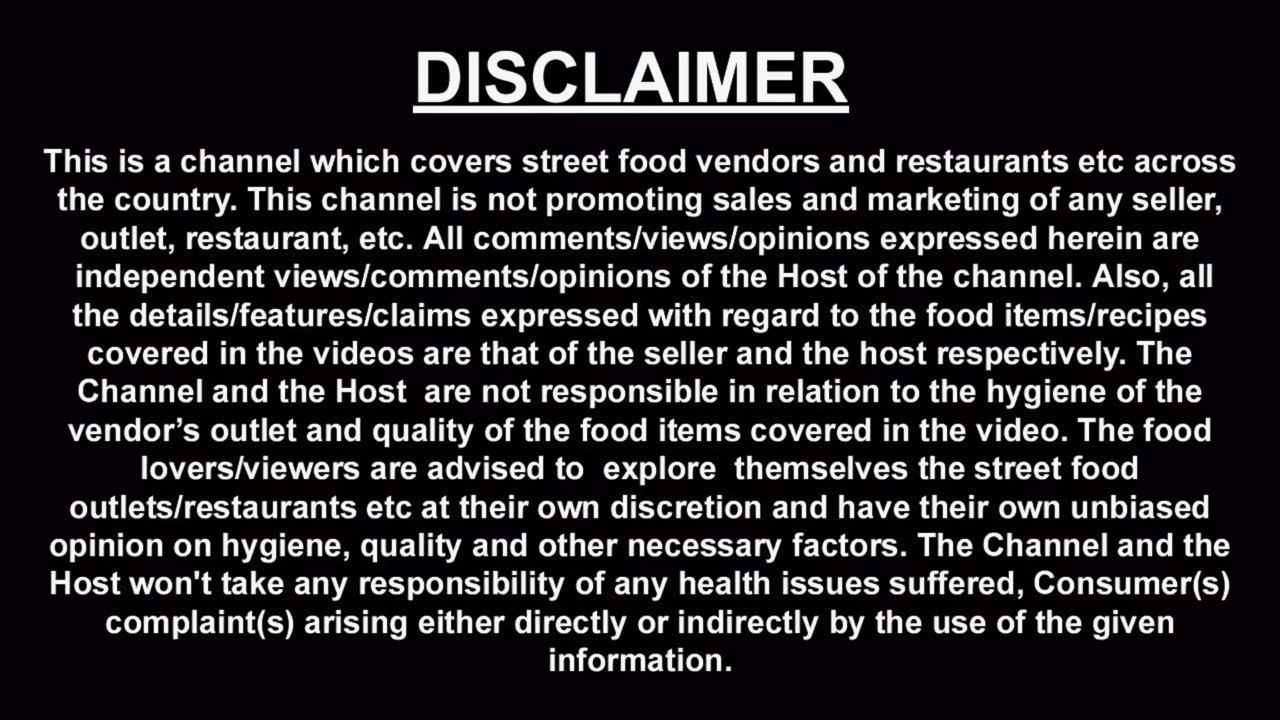 DISCLAIMER
This is a channel which covers street food vendors and restaurants etc across
the country. This channel is not promoting sales and marketing of any seller,
outlet, restaurant, etc. All comments/views/opinions expressed herein are
independent views/comments/opinions of the Host of the channel. Also, all
the details/features/claims expressed with regard to the food items/recipes
covered in the videos are that of the seller and the host respectively. The
Channel and the Host  are not responsible in relation to the hygiene of the
vendor’s outlet and quality of the food items covered in the video. The food
lovers/viewers are advised to  explore  themselves the street food
outlets/restaurants etc at their own discretion and have their own unbiased
opinion on hygiene, quality and other necessary factors. The Channel and the
Host won't take any responsibility of any health issues suffered, Consumer(s)
complaint(s) arising either directly or indirectly by the use of the given
information.